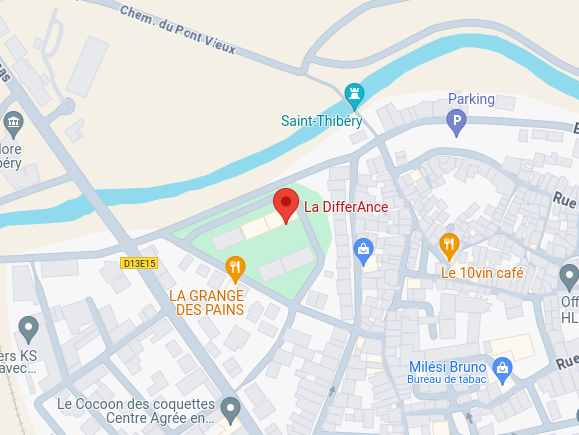 Chem. du Pont Vieux
Parking
Saint-Thibéry
lore
béry
Rue
La DifferAnce
D13E15
Le 10vin café
LA GRANGE
DES PAINS
Off
HL
ers KS
avec...
Milési Bruno
Bureau de tabac
Rue
Le Cocoon des coquettes
Centre Agrée en...